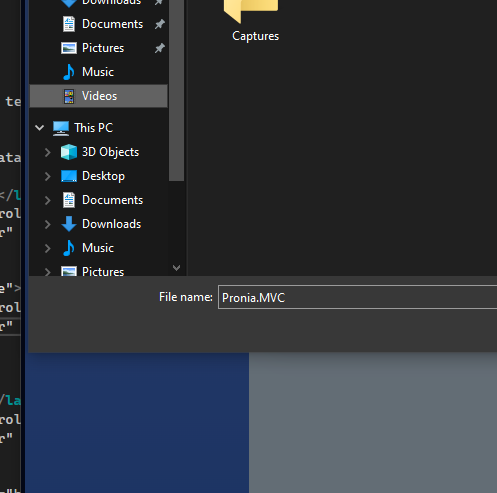 Downloads
Documents
Captures
Pictures
Music
te
Videos
This PC
ata
3D Objects
Desktop
</l
Documents
rol
r"
Downloads
Music
Pictures
e">
File name: Pronia.MVC
rol
r"
/la
rol
r"